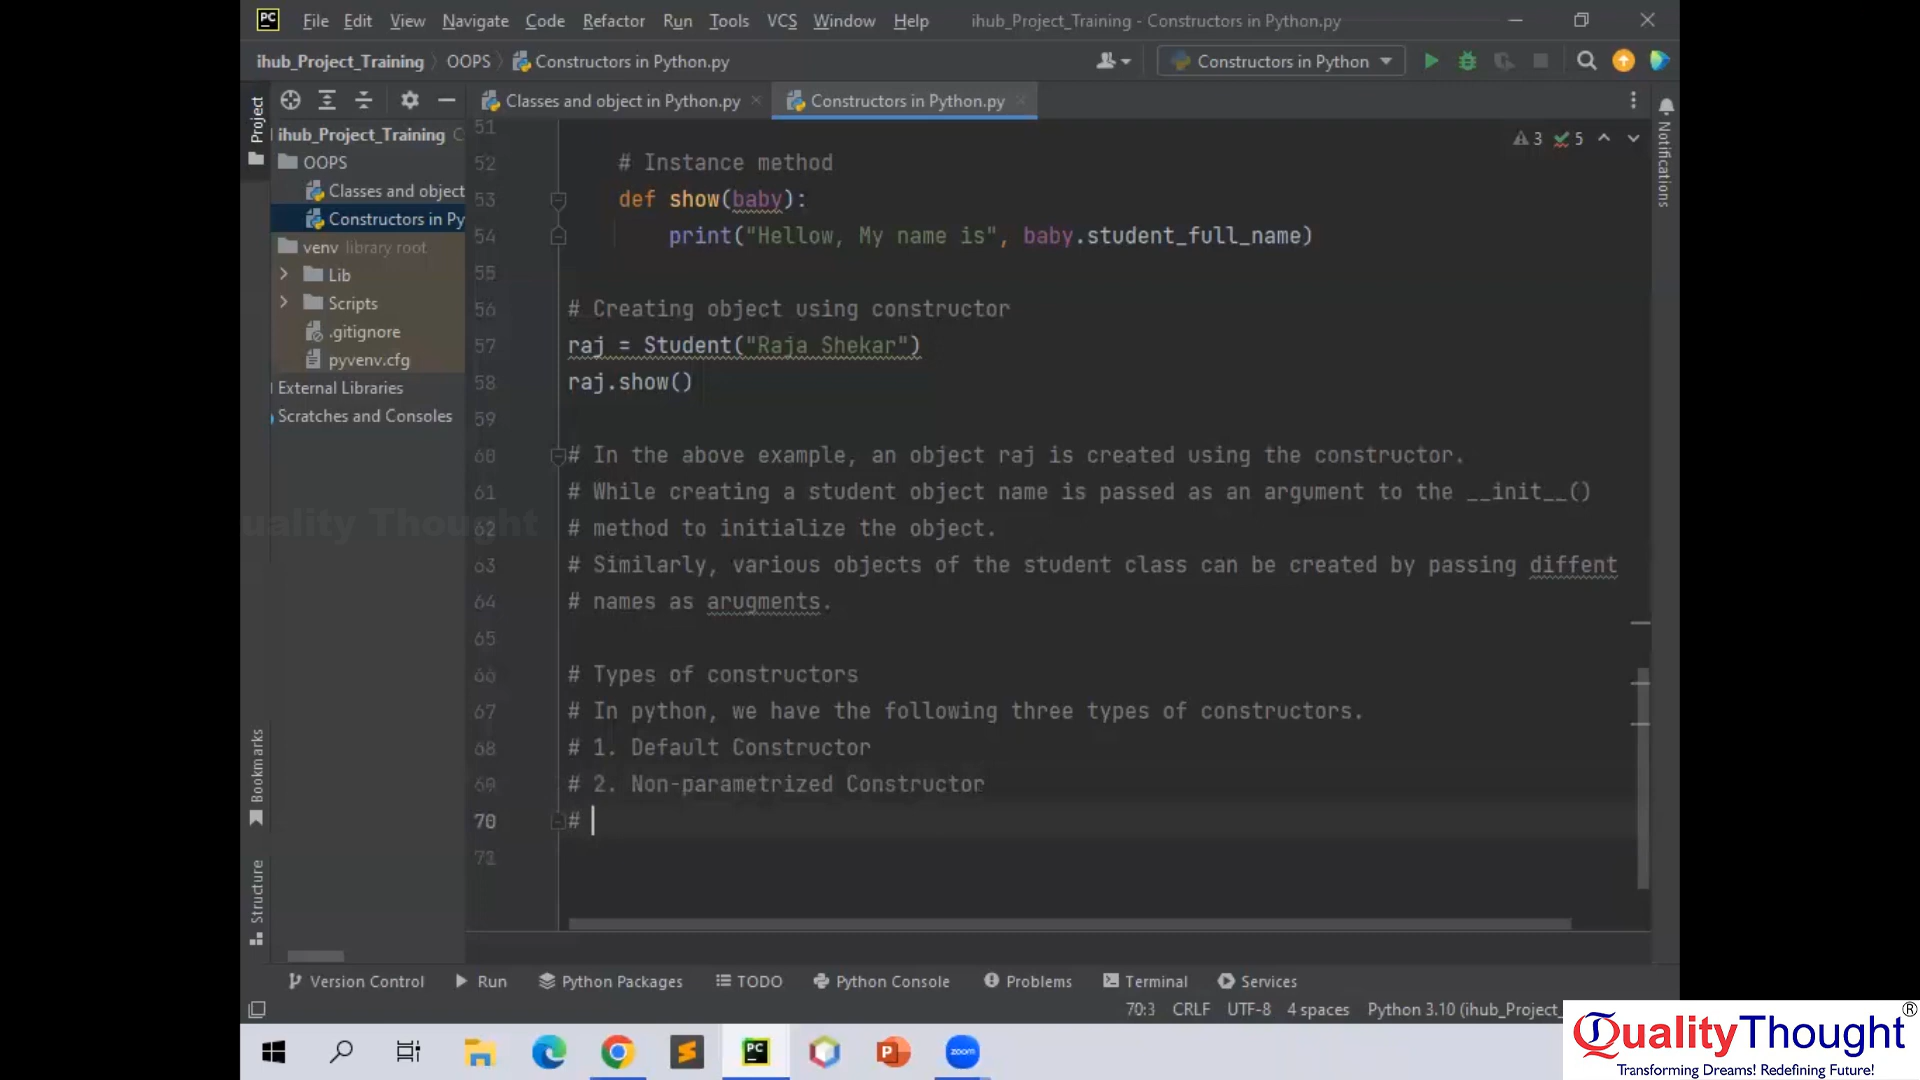 PC File Edit View Navigate Code Refactor Run Tools VCS Window Help ihub_Project_Training - Constructors in Python.py
ihub_Project_Training OOPS Constructors in Python.py Constructors in Python
Project
Classes and object in Python.py Constructors in Python.py
ihub_Project_Training C
OOPS
Classes and object
Constructors in Py
venv library root
Lib
Scripts
.gitignore
pyvenv.cfg
External Libraries
Scratches and Consoles
3 5
Notifications
51
52 # Instance method
53 def show(baby):
54 print("Hellow, My name is", baby.student_full_name)
55
56 # Creating object using constructor
57 raj = Student("Raja Shekar")
58 raj.show()
59
60 # In the above example, an object raj is created using the constructor.
61 # While creating a student object name is passed as an argument to the __init__()
62 # method to initialize the object.
63 # Similarly, various objects of the student class can be created by passing diffent
64 # names as arugments.
65
66 # Types of constructors
67 # In python, we have the following three types of constructors.
68 # 1. Default Constructor
69 # 2. Non-parametrized Constructor
70 #
71
uality Thought
Bookmarks
Structure
Version Control Run Python Packages TODO Python Console Problems Terminal Services
70:3 CRLF UTF-8 4 spaces Python 3.10 (ihub_Project_
PC zoom
QualityThought®
Transforming Dreams! Redefining Future!